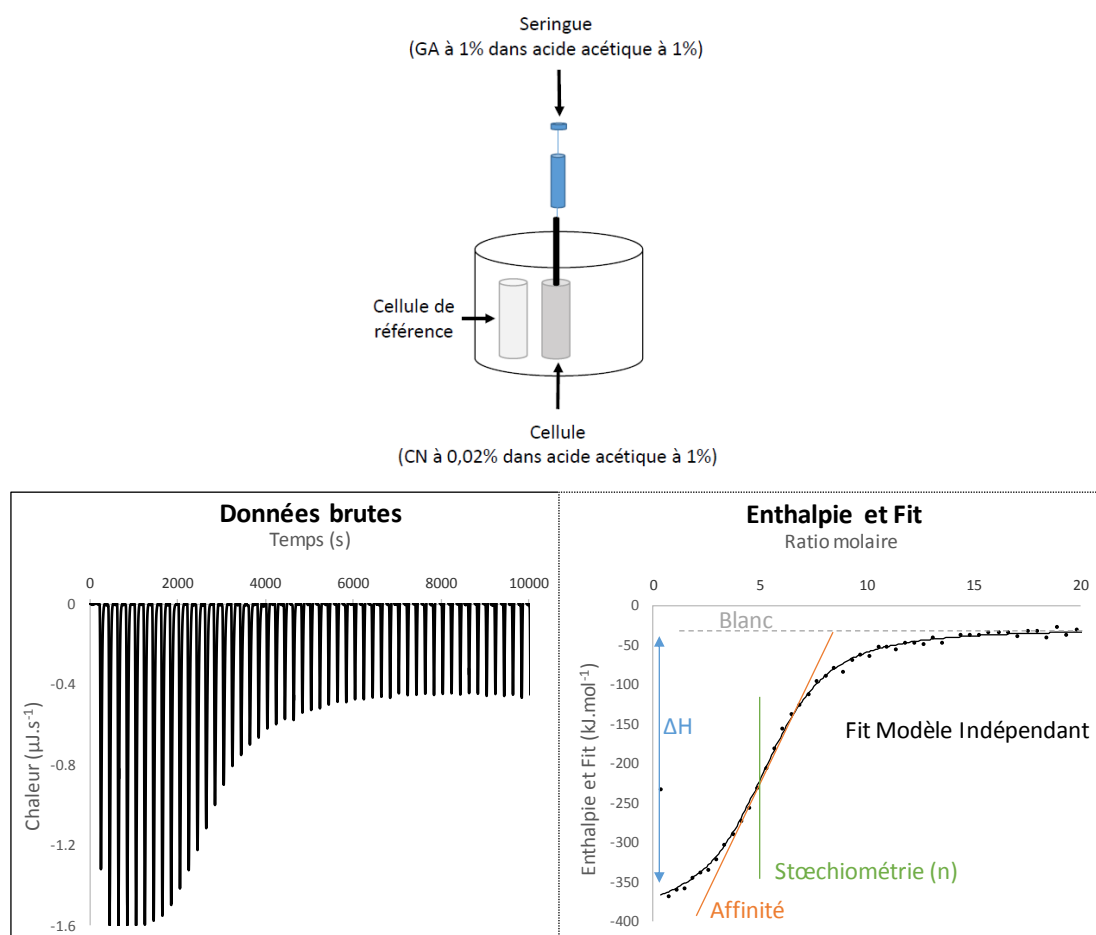 Seringue
(GA à 1% dans acide acétique à 1%)
Cellule de
référence
Cellule
(CN à 0,02% dans acide acétique à 1%)
Données brutes
Temps (s)
0 2000 4000 6000 8000 10000
0
-0.4
-0.8
-1.2
-1.6
Chaleur (µJ.s⁻¹)
Enthalpie et Fit
Ratio molaire
0 5 10 15 20
0
-50
-100
-150
-200
-250
-300
-350
-400
Enthalpie et Fit (kJ.mol⁻¹)
Blanc
ΔH
Fit Modèle Indépendant
Stœchiométrie (n)
Affinité